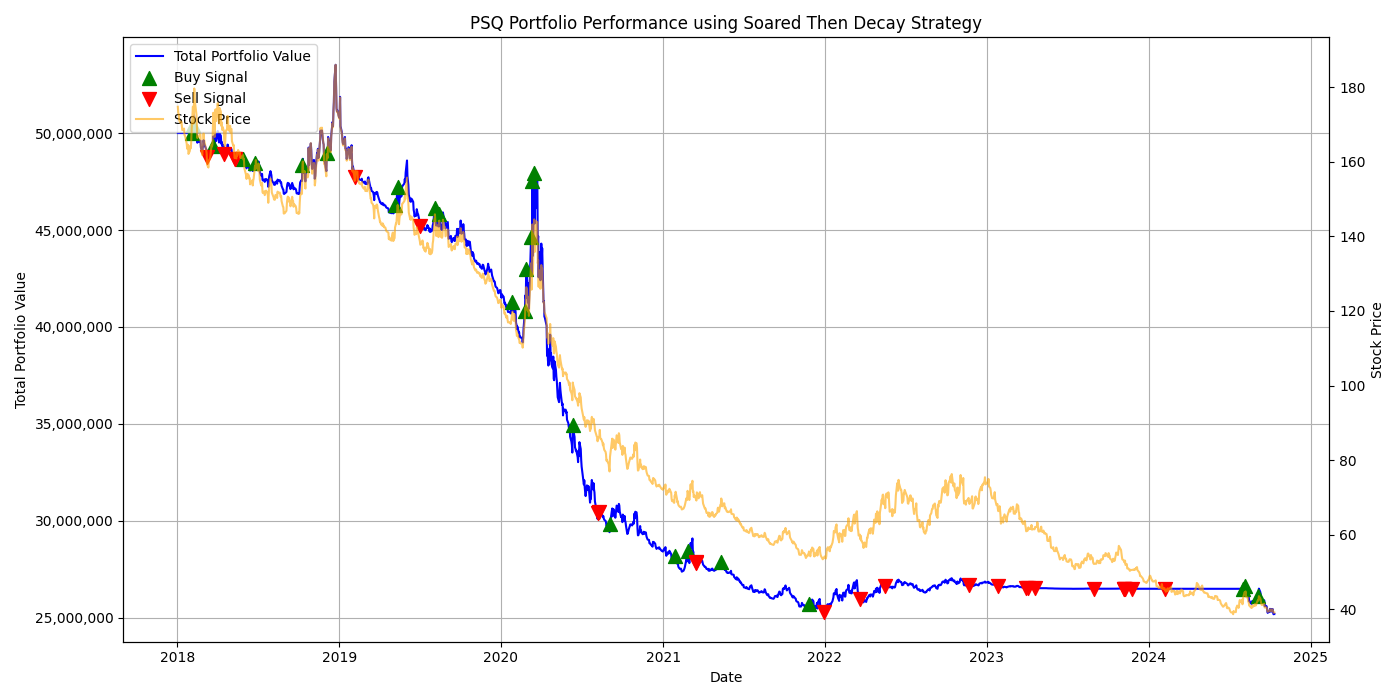 PSQ Portfolio Performance using Soared Then Decay Strategy
Total Portfolio Value
Buy Signal
Sell Signal
Stock Price
50,000,000
45,000,000
40,000,000
35,000,000
30,000,000
25,000,000
Total Portfolio Value
180
160
140
120
100
80
60
40
Stock Price
2018
2019
2020
2021
2022
2023
2024
2025
Date